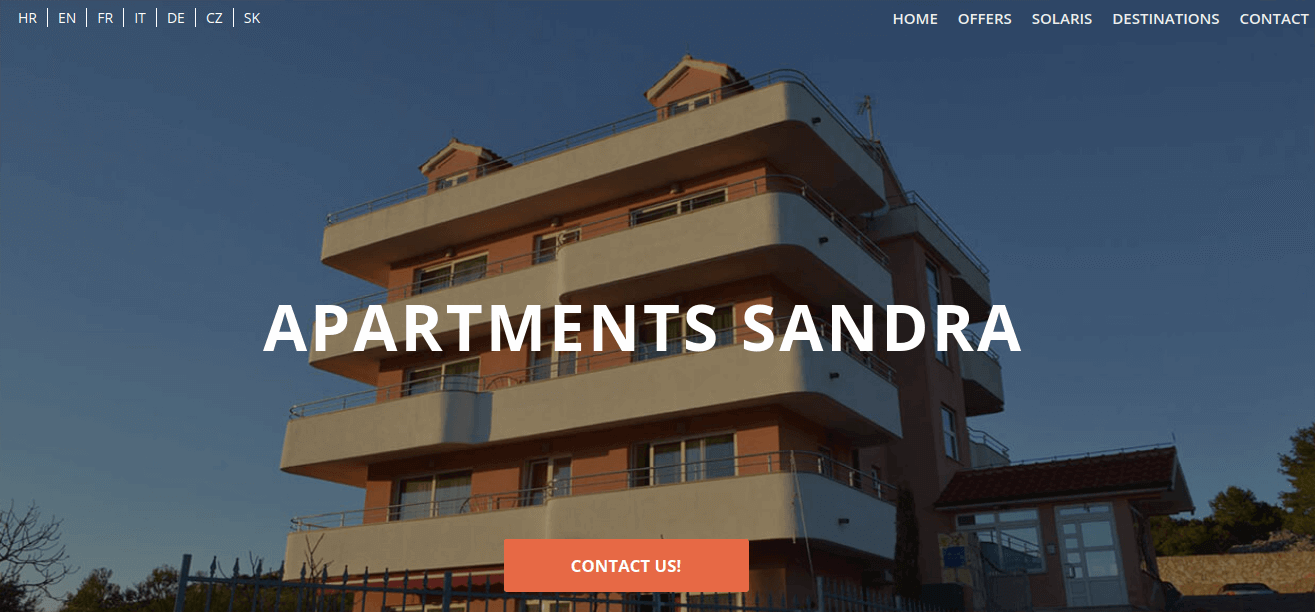 HR EN FR IT DE CZ SK
HOME OFFERS SOLARIS DESTINATIONS CONTACT
APARTMENTS SANDRA
CONTACT US!